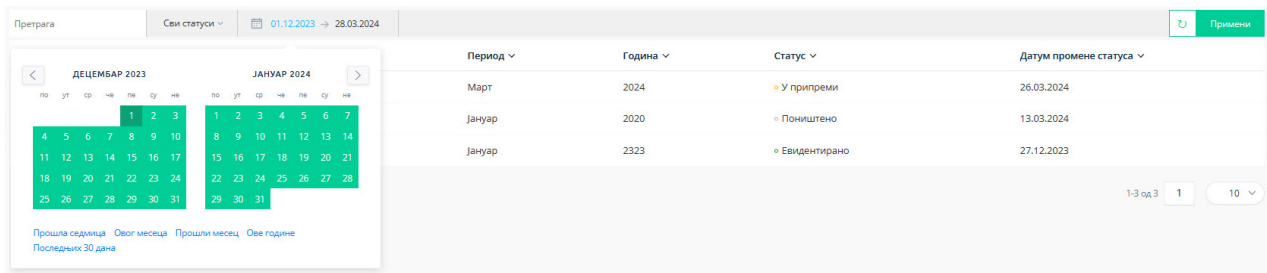 Претрага Сви статуси 01.12.2023 → 28.03.2024 Примени
Период Година Статус Датум промене статуса
Март 2024 У припреми 26.03.2024
Јануар 2020 Поништено 13.03.2024
Јануар 2323 Евидентирано 27.12.2023
1-3 од 3 1 10
ДЕЦЕМБАР 2023
по ут ср че пе су не
1 2 3
4 5 6 7 8 9 10
11 12 13 14 15 16 17
18 19 20 21 22 23 24
25 26 27 28 29 30 31
ЈАНУАР 2024
по ут ср че пе су не
1 2 3 4 5 6 7
8 9 10 11 12 13 14
15 16 17 18 19 20 21
22 23 24 25 26 27 28
29 30 31
Прошла седмица Овог месеца Прошли месец Ове године
Последњих 30 дана